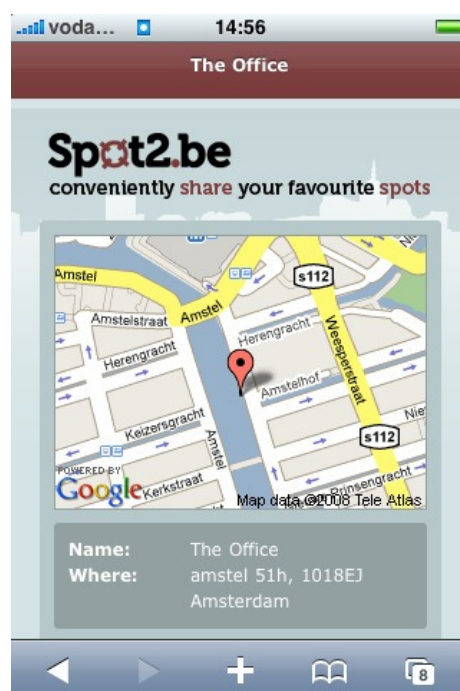 voda... 14:56
The Office
Spot2.be
conveniently share your favourite spots
Amstel
s112
Amstelstraat
Amstel
Herengracht
Weesperstraat
Herengracht
Amstelhof
Keizersgracht
s112
Amstel
POWERED BY
Google
Kerkstraat
Prinsengracht
Map data ©2008 Tele Atlas
Name: The Office
Where: amstel 51h, 1018EJ
Amsterdam
8